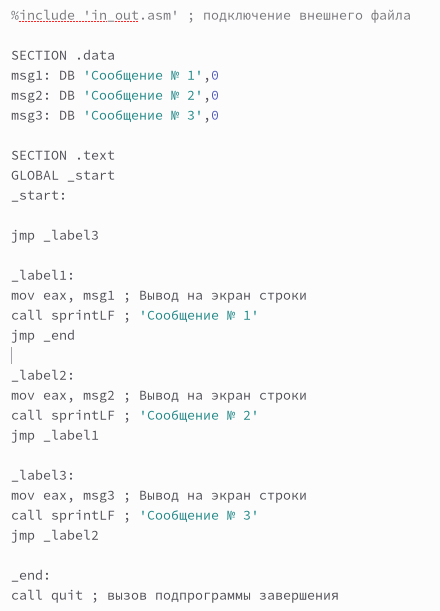 %include 'in_out.asm' ; подключение внешнего файла
SECTION .data
msg1: DB 'Сообщение № 1',0
msg2: DB 'Сообщение № 2',0
msg3: DB 'Сообщение № 3',0
SECTION .text
GLOBAL _start
_start:
jmp _label3
_label1:
mov eax, msg1 ; Вывод на экран строки
call sprintLF ; 'Сообщение № 1'
jmp _end
_label2:
mov eax, msg2 ; Вывод на экран строки
call sprintLF ; 'Сообщение № 2'
jmp _label1
_label3:
mov eax, msg3 ; Вывод на экран строки
call sprintLF ; 'Сообщение № 3'
jmp _label2
_end:
call quit ; вызов подпрограммы завершения